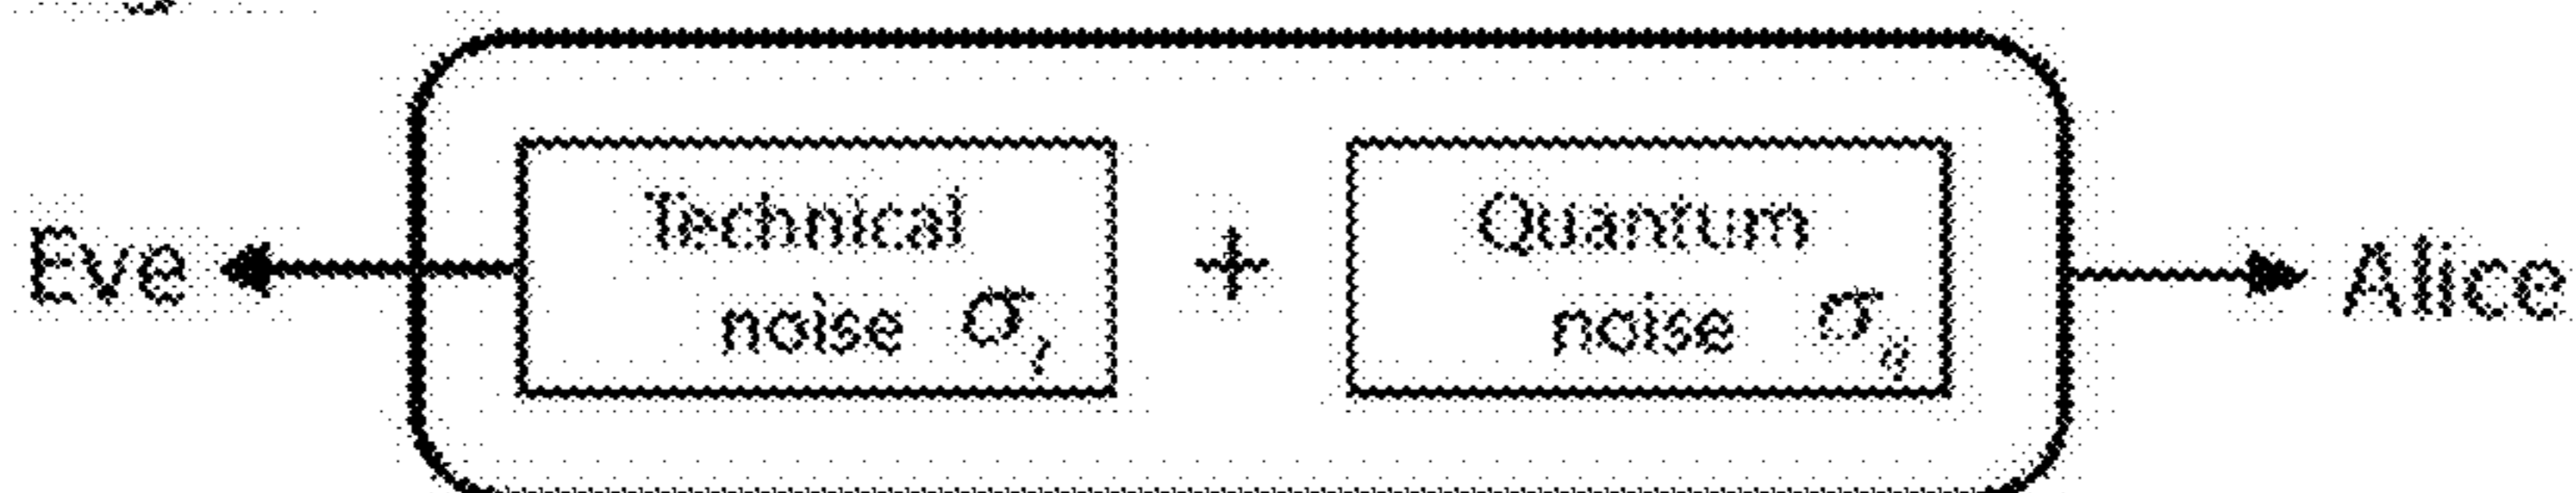 Eve
Technical
noise σ
+
Quantum
noise σ
Alice